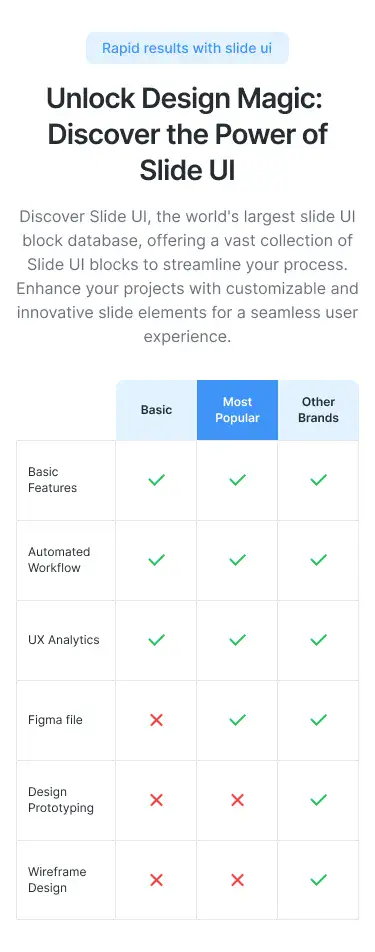 Rapid results with slide ui
Unlock Design Magic:
Discover the Power of
Slide UI
Discover Slide UI, the world's largest slide UI
block database, offering a vast collection of
Slide UI blocks to streamline your process.
Enhance your projects with customizable and
innovative slide elements for a seamless user
experience.
Basic
Most
Popular
Other
Brands
Basic
Features
Automated
Workflow
UX Analytics
Figma file
Design
Prototyping
Wireframe
Design